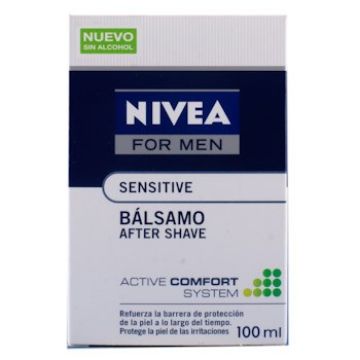 NUEVO
SIN ALCOHOL
NIVEA
FOR MEN
SENSITIVE
BÁLSAMO
AFTER SHAVE
ACTIVE COMFORT
SYSTEM
Refuerza la barrera de protección
de la piel a lo largo del tiempo.
Protege la piel de las irritaciones
100 ml